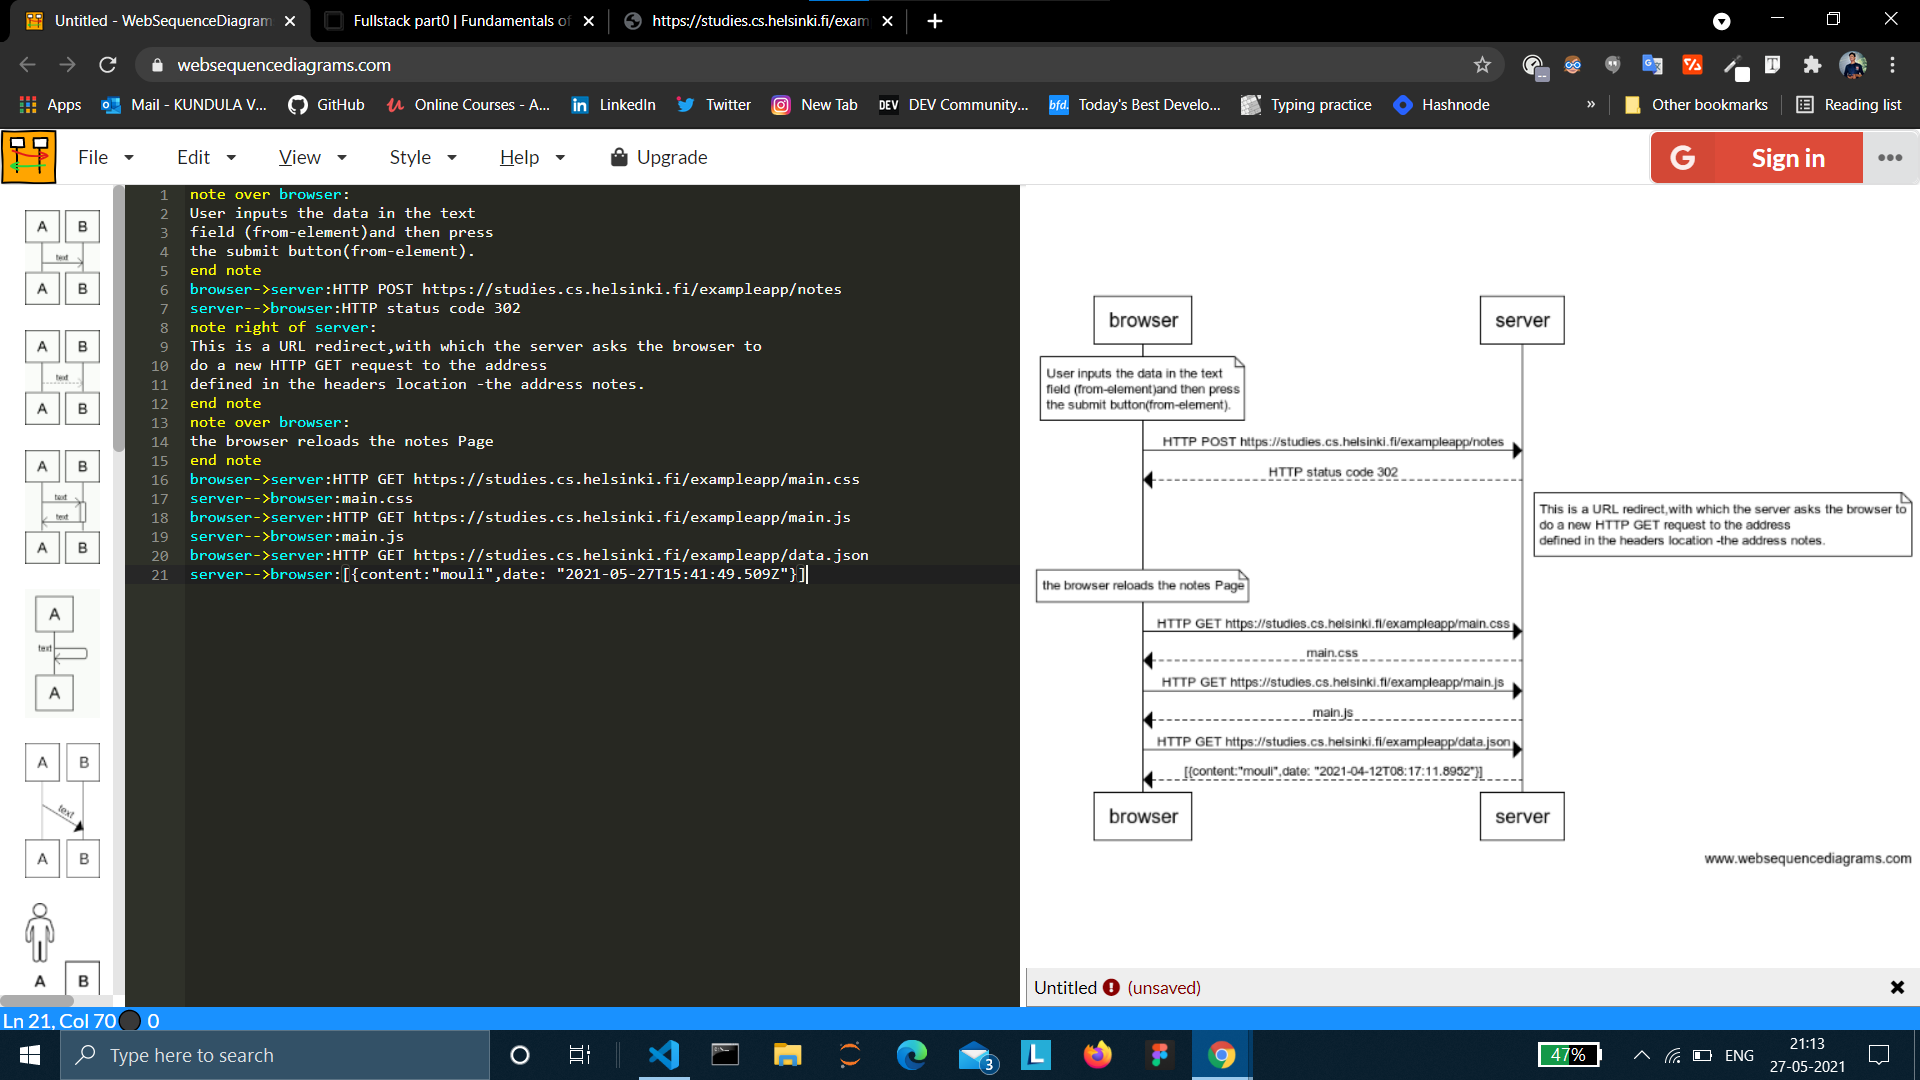 Untitled - WebSequenceDiagram
Fullstack part0 | Fundamentals of
https://studies.cs.helsinki.fi/exam
websequencediagrams.com
Apps
Mail - KUNDULA V...
GitHub
Online Courses - A...
LinkedIn
Twitter
New Tab
DEV Community...
Today's Best Develo...
Typing practice
Hashnode
»
Other bookmarks
Reading list
File
Edit
View
Style
Help
Upgrade
G Sign in
1 note over browser:
2 User inputs the data in the text
3 field (from-element)and then press
4 the submit button(from-element).
5 end note
6 browser->server:HTTP POST https://studies.cs.helsinki.fi/exampleapp/notes
7 server-->browser:HTTP status code 302
8 note right of server:
9 This is a URL redirect,with which the server asks the browser to
10 do a new HTTP GET request to the address
11 defined in the headers location -the address notes.
12 end note
13 note over browser:
14 the browser reloads the notes Page
15 end note
16 browser->server:HTTP GET https://studies.cs.helsinki.fi/exampleapp/main.css
17 server-->browser:main.css
18 browser->server:HTTP GET https://studies.cs.helsinki.fi/exampleapp/main.js
19 server-->browser:main.js
20 browser->server:HTTP GET https://studies.cs.helsinki.fi/exampleapp/data.json
21 server-->browser:[{content:"mouli",date: "2021-05-27T15:41:49.509Z"}]
A B
text
A B
A B
text
A B
A B
text
text
A B
A
text
A
A B
text
A B
A B
browser
server
User inputs the data in the text
field (from-element)and then press
the submit button(from-element).
HTTP POST https://studies.cs.helsinki.fi/exampleapp/notes
HTTP status code 302
This is a URL redirect,with which the server asks the browser to
do a new HTTP GET request to the address
defined in the headers location -the address notes.
the browser reloads the notes Page
HTTP GET https://studies.cs.helsinki.fi/exampleapp/main.css
main.css
HTTP GET https://studies.cs.helsinki.fi/exampleapp/main.js
main.js
HTTP GET https://studies.cs.helsinki.fi/exampleapp/data.json
[{content:"mouli",date: "2021-04-12T08:17:11.8952"}]
browser
server
www.websequencediagrams.com
Untitled (unsaved)
Ln 21, Col 70 0
Type here to search
3
47%
ENG
21:13
27-05-2021